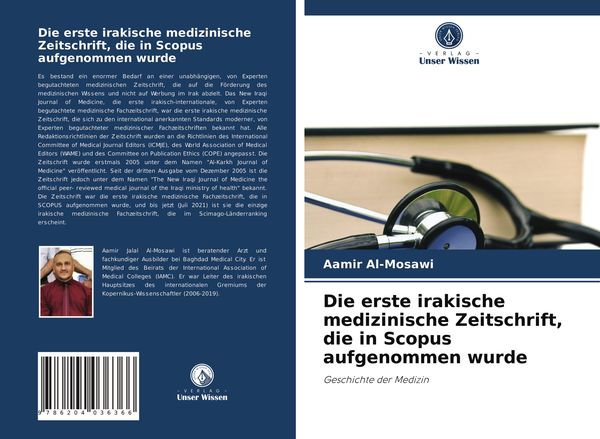 Die erste irakische medizinische
Zeitschrift, die in Scopus
aufgenommen wurde
Es bestand ein enormer Bedarf an einer unabhängigen, von Experten
begutachteten medizinischen Zeitschrift, die auf die Förderung des
medizinischen Wissens und nicht auf Werbung im Irak abzielt. Das New Iraqi
Journal of Medicine, die erste irakisch-internationale, von Experten
begutachtete medizinische Fachzeitschrift, war die erste irakische medizinische
Zeitschrift, die sich zu den international anerkannten Standards moderner, von
Experten begutachteter medizinischer Fachzeitschriften bekannt hat. Alle
Redaktionsrichtlinien der Zeitschrift wurden an die Richtlinien des International
Committee of Medical Journal Editors (ICMJE), des World Association of Medical
Editors (WAME) und des Committee on Publication Ethics (COPE) angepasst. Die
Zeitschrift wurde erstmals 2005 unter dem Namen "Al-Karkh Journal of
Medicine" veröffentlicht. Seit der dritten Ausgabe vom Dezember 2005 ist die
Zeitschrift jedoch unter dem Namen "The New Iraqi Journal of Medicine the
official peer- reviewed medical journal of the Iraqi ministry of health" bekannt.
Die Zeitschrift war die erste irakische medizinische Fachzeitschrift, die in
SCOPUS aufgenommen wurde, und bis jetzt (Juli 2021) ist sie die einzige
irakische medizinische Fachzeitschrift, die im Scimago-Länderranking
erscheint.
Aamir Jalal Al-Mosawi ist beratender Arzt und
fachkundiger Ausbilder bei Baghdad Medical City. Er ist
Mitglied des Beirats der International Association of
Medical Colleges (IAMC). Er war Leiter des irakischen
Hauptsitzes des internationalen Gremiums der
Kopernikus-Wissenschaftler (2006-2019).
9 786204 036366
VERLAG
Unser Wissen
VERLAG
Unser Wissen
Aamir Al-Mosawi
Die erste irakische
medizinische Zeitschrift,
die in Scopus
aufgenommen wurde
Geschichte der Medizin